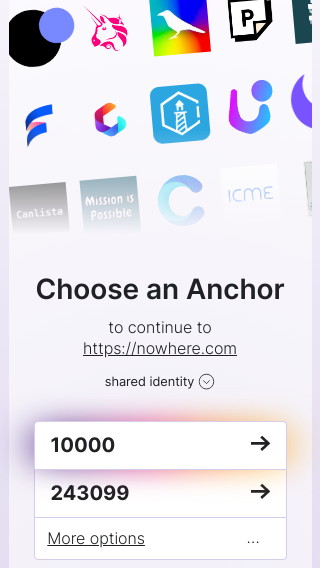 P
Canlista
Mission is
Possible
ICME
Choose an Anchor
to continue to
https://nowhere.com
shared identity
10000
243099
More options
...